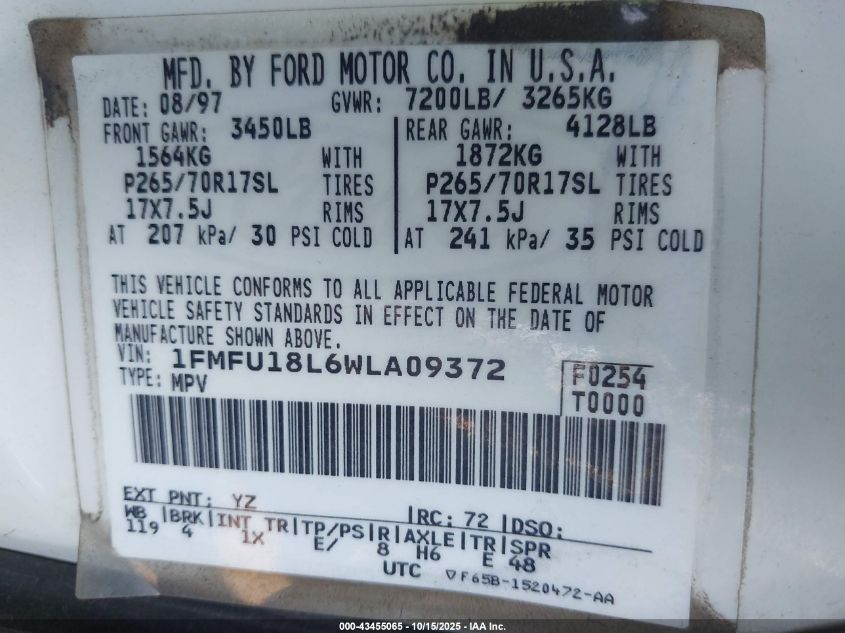 MFD. BY FORD MOTOR CO. IN U.S.A.
DATE: 08/97 GVWR: 7200LB/ 3265KG
FRONT GAWR: 3450LB REAR GAWR: 4128LB
1564KG WITH 1872KG WITH
P265/70R17SL TIRES P265/70R17SL TIRES
17X7.5J RIMS 17X7.5J RIMS
AT 207 kPa/ 30 PSI COLD AT 241 kPa/ 35 PSI COLD
THIS VEHICLE CONFORMS TO ALL APPLICABLE FEDERAL MOTOR
VEHICLE SAFETY STANDARDS IN EFFECT ON THE DATE OF
MANUFACTURE SHOWN ABOVE.
VIN: 1FMFU18L6WLA09372 F0254
TYPE: MPV T0000
EXT PNT: YZ RC: 72 DSO:
WB BRK INT TR TP/PS R AXLE TR SPR
119 4 1X E/ 8 H6 E 48
UTC ▽F65B-1520472-AA
000-43455065 - 10/15/2025 - IAA Inc.